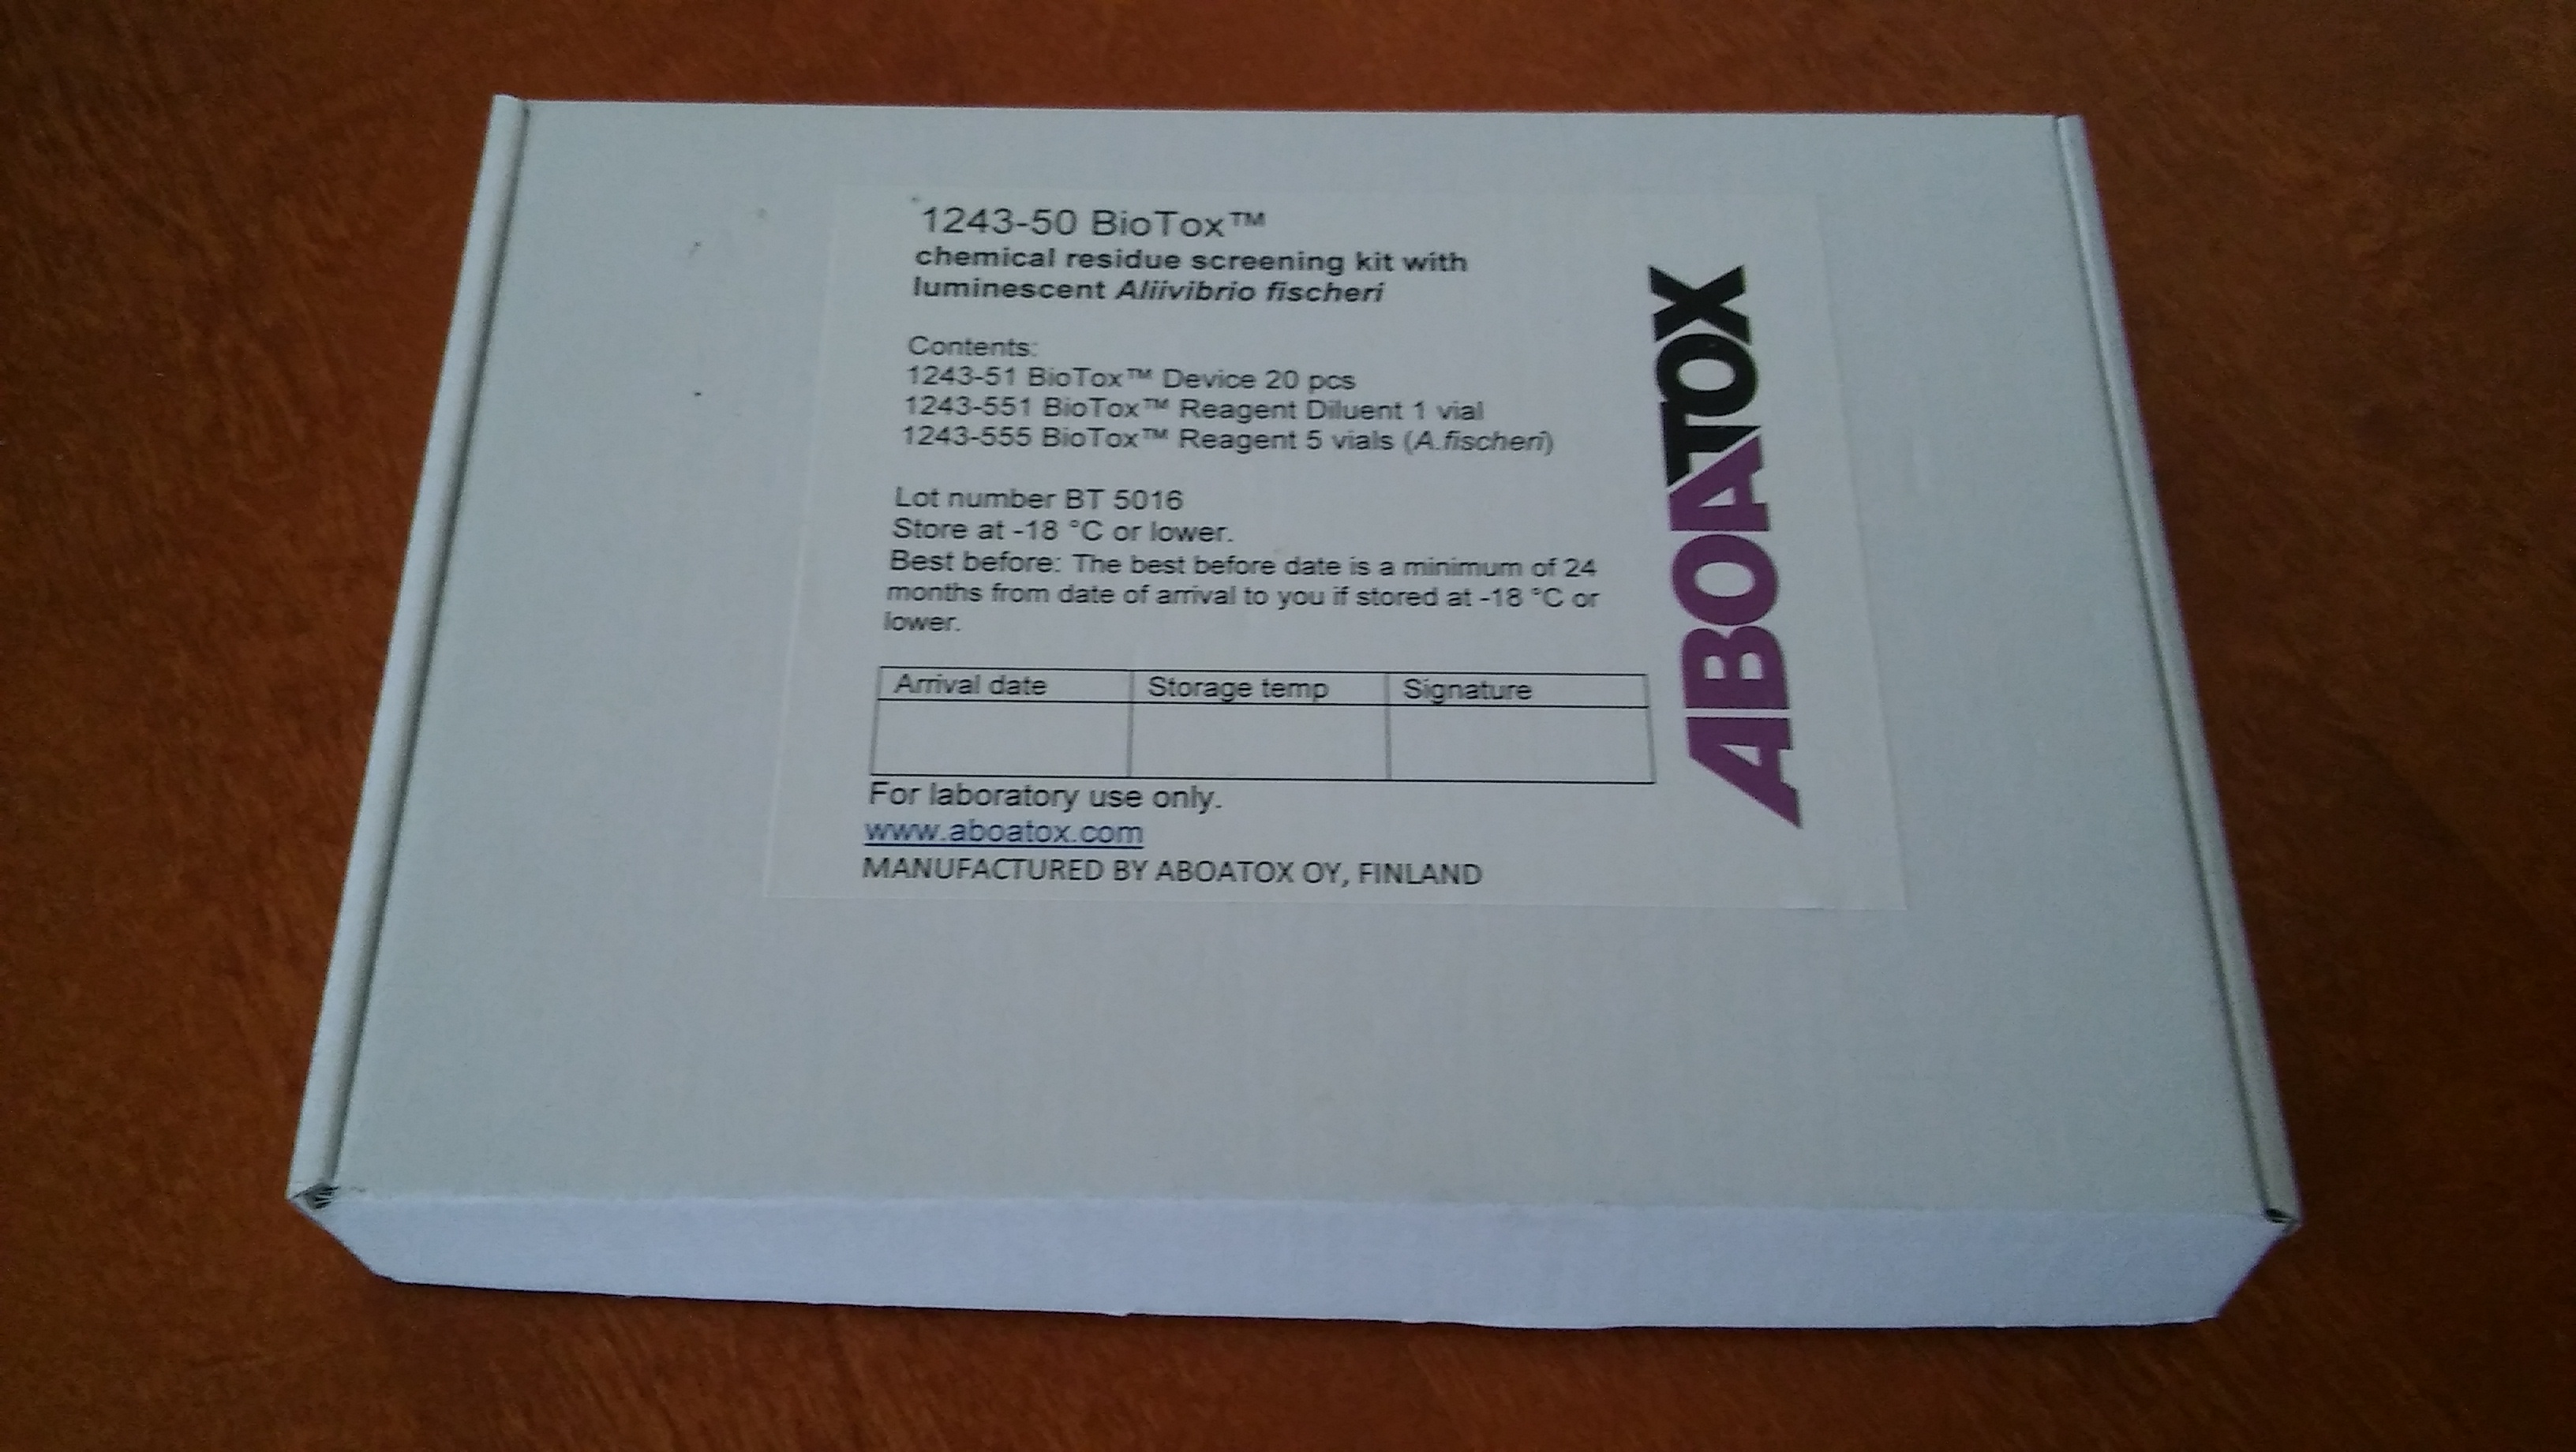 1243-50 BioTox™
chemical residue screening kit with
luminescent Aliivibrio fischeri
Contents:
1243-51 BioTox™ Device 20 pcs
1243-551 BioTox™ Reagent Diluent 1 vial
1243-555 BioTox™ Reagent 5 vials (A.fischeri)
Lot number BT 5016
Store at -18 °C or lower.
Best before: The best before date is a minimum of 24
months from date of arrival to you if stored at -18 °C or
lower.
Arrival date Storage temp Signature
For laboratory use only.
www.aboatox.com
MANUFACTURED BY ABOATOX OY, FINLAND
ABOATOX